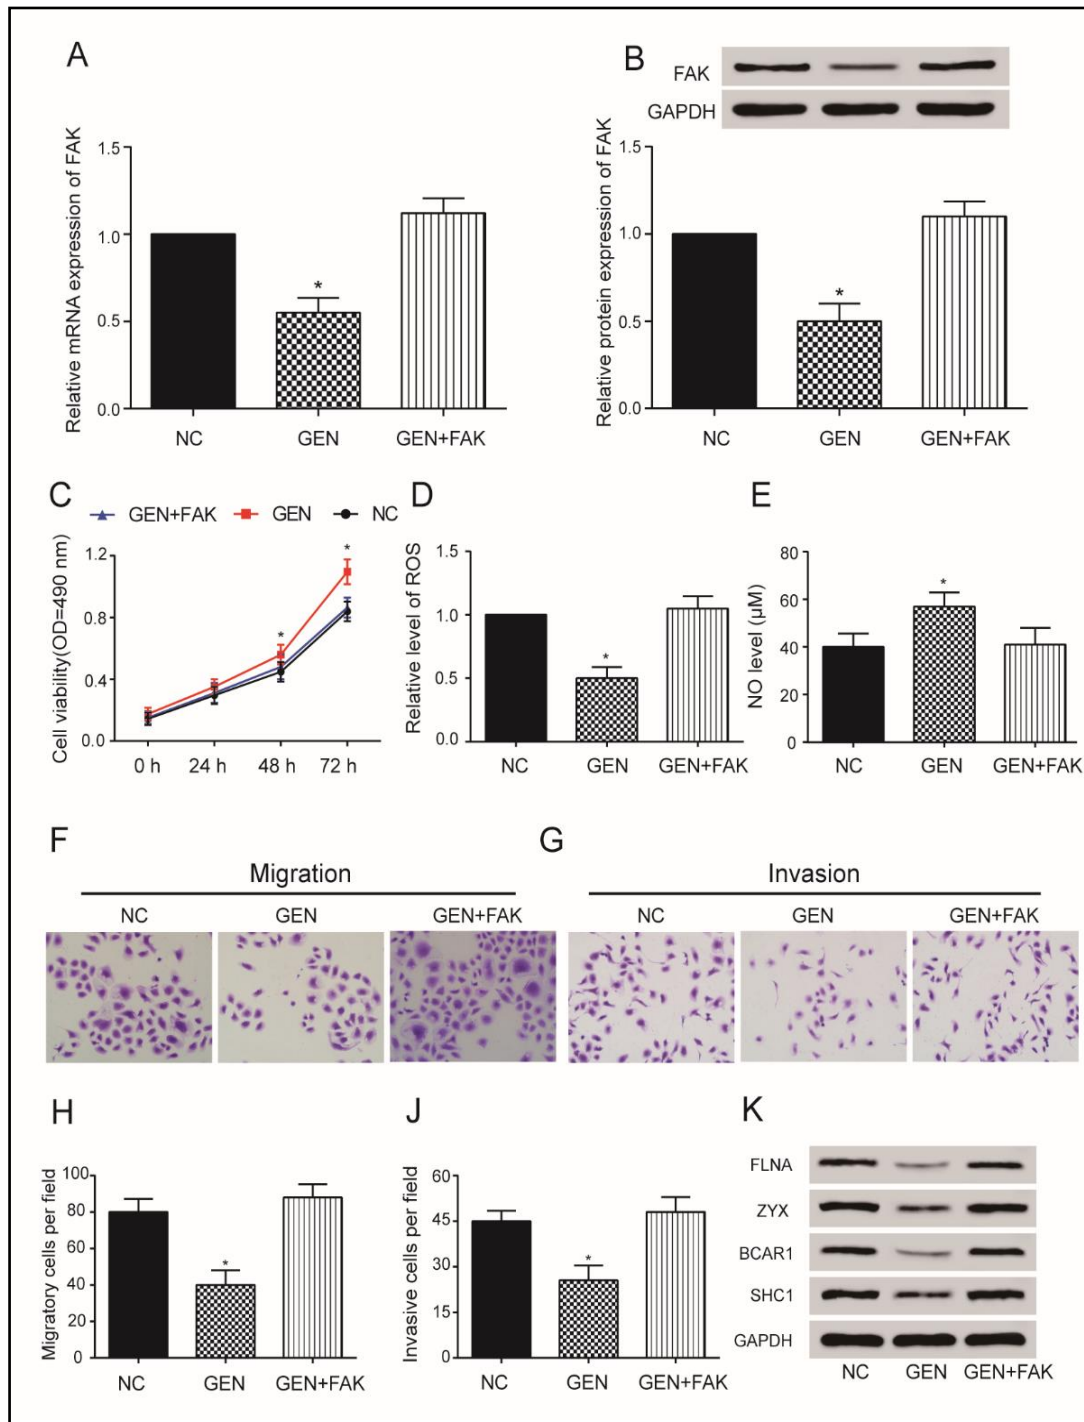 A
Relative mRNA expression of FAK
1.5
1.0
0.5
0.0
*
NC
GEN
GEN+FAK
B
FAK
GAPDH
Relative protein expression of FAK
1.5
1.0
0.5
0.0
*
NC
GEN
GEN+FAK
C
GEN+FAK
GEN
NC
Cell viability(OD=490 nm)
1.2
0.8
0.4
0.0
*
*
0 h
24 h
48 h
72 h
D
Relative level of ROS
1.5
1.0
0.5
0.0
*
NC
GEN
GEN+FAK
E
NO level (μM)
80
60
40
20
0
*
NC
GEN
GEN+FAK
F
Migration
NC
GEN
GEN+FAK
G
Invasion
NC
GEN
GEN+FAK
H
Migratory cells per field
100
80
60
40
20
0
*
NC
GEN
GEN+FAK
J
Invasive cells per field
60
45
30
15
0
*
NC
GEN
GEN+FAK
K
FLNA
ZYX
BCAR1
SHC1
GAPDH
NC
GEN
GEN+FAK